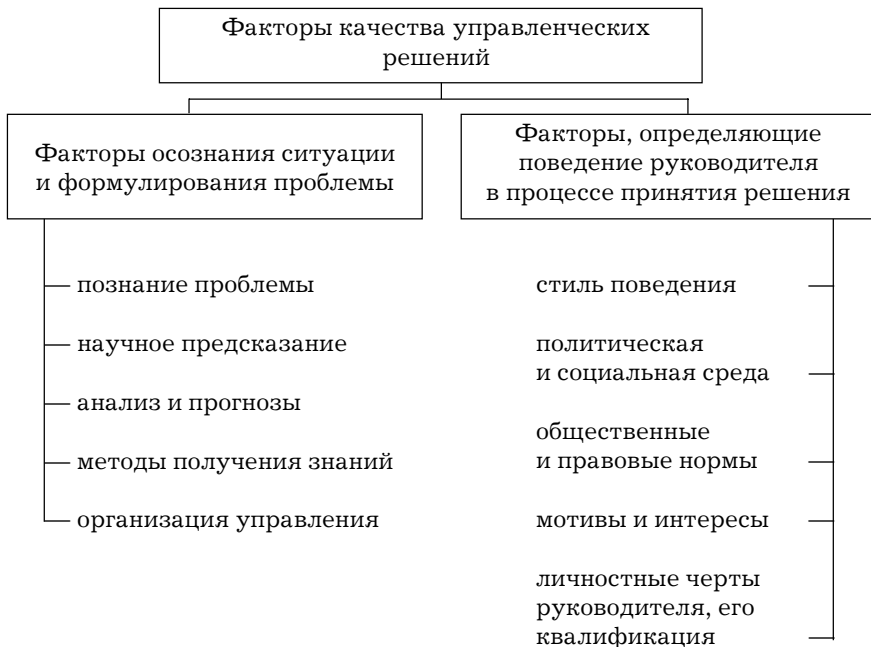 Факторы качества управленческих
решений
Факторы осознания ситуации
и формулирования проблемы
познание проблемы
научное предсказание
анализ и прогнозы
методы получения знаний
организация управления
Факторы, определяющие
поведение руководителя
в процессе принятия решения
стиль поведения
политическая
и социальная среда
общественные
и правовые нормы
мотивы и интересы
личностные черты
руководителя, его
квалификация